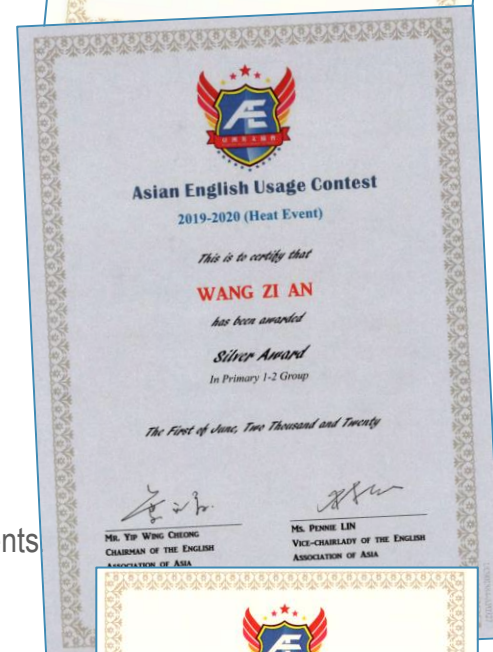 Æ
Asian English Usage Contest
2019-2020 (Heat Event)
This is to certify that
WANG ZI AN
has been awarded
Silver Award
In Primary 1-2 Group
The First of June, Two Thousand and Twenty
MR. YIP WING CHEONG
CHAIRMAN OF THE ENGLISH
ASSOCIATION OF ASIA
MS. PENNIE LIN
VICE-CHAIRLADY OF THE ENGLISH
ASSOCIATION OF ASIA
nts
Æ